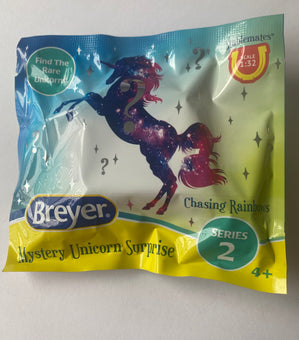 Find The
Rare
Unicorn!
Stablemates®
SCALE
1:32
?
?
?
Breyer®
Chasing Rainbows
Mystery Unicorn Surprise
SERIES
2
4+